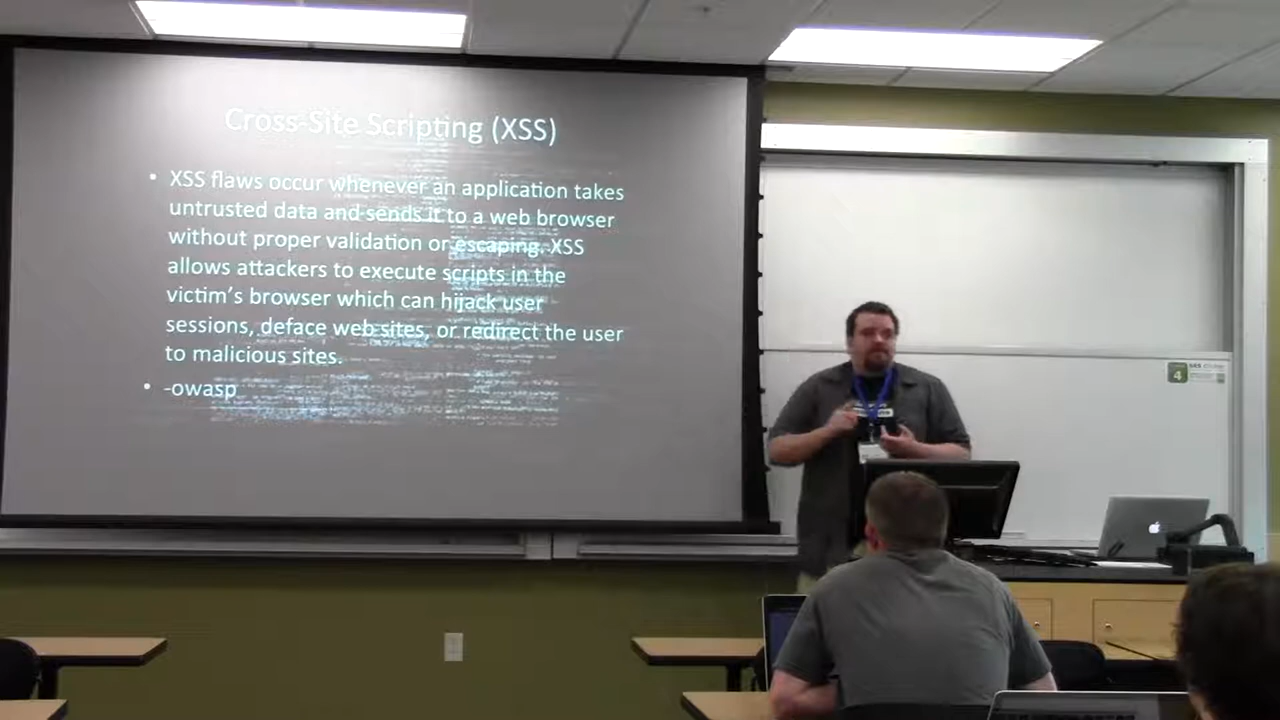 Cross-Site Scripting (XSS)
• XSS flaws occur whenever an application takes
untrusted data and sends it to a web browser
without proper validation or escaping. XSS
allows attackers to execute scripts in the
victim's browser which can hijack user
sessions, deface web sites, or redirect the user
to malicious sites.
• -owasp
4